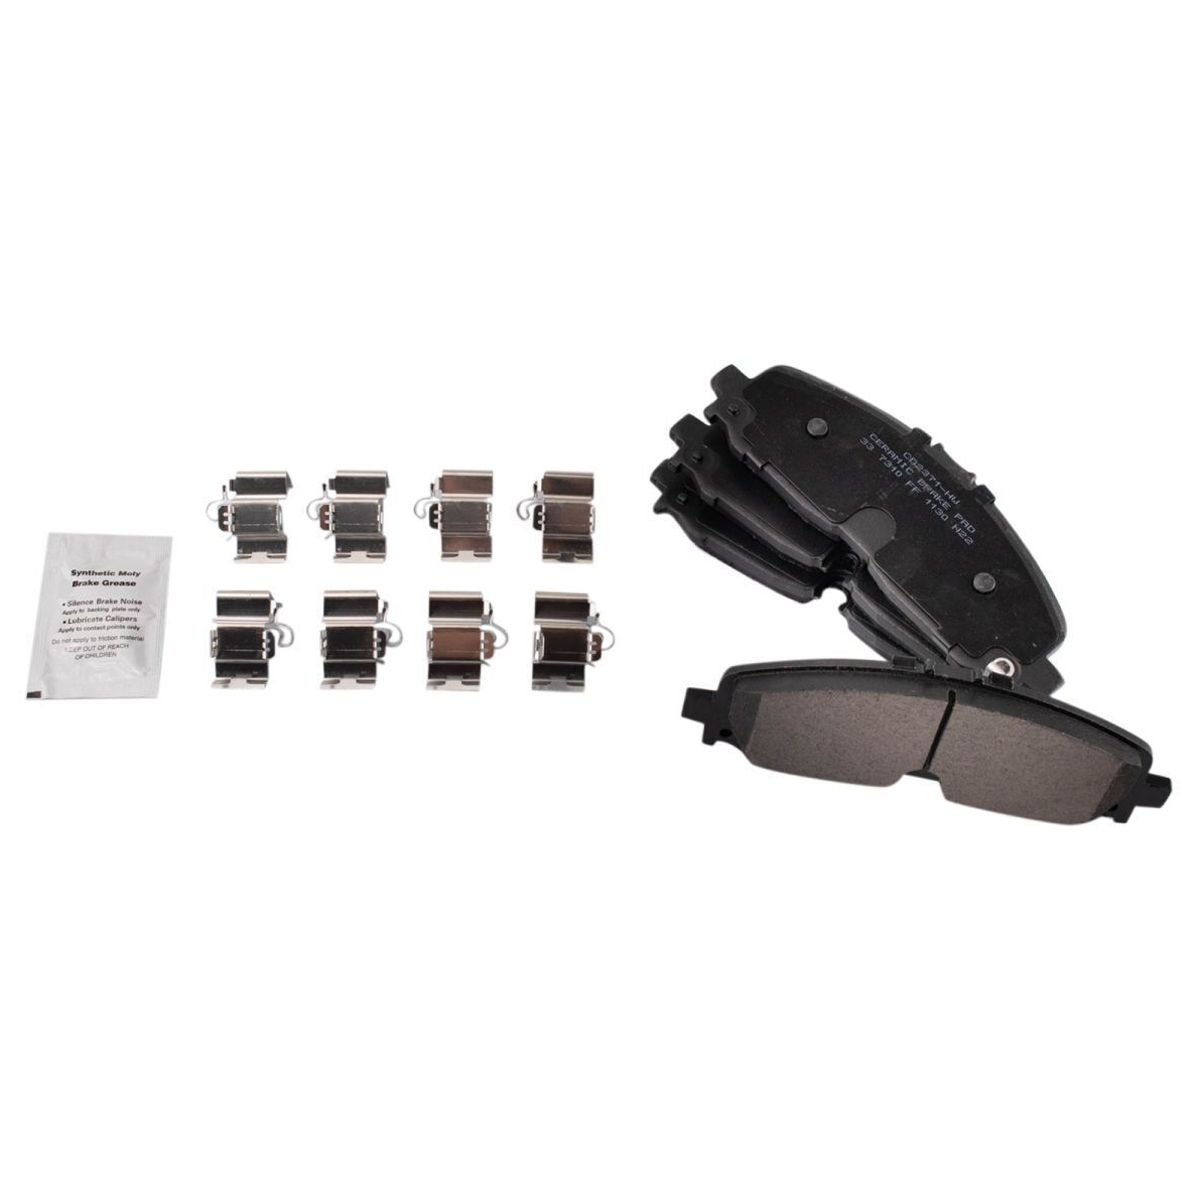 Synthetic Moly
Brake Grease
• Silence Brake Noise
Apply to backing plate only
• Lubricate Calipers
Apply to contact points only
Do not apply to friction material
KEEP OUT OF REACH
OF CHILDREN
CD2371-HW
CERAMIC BRAKE PAD
33 7310 FF 1130 N22